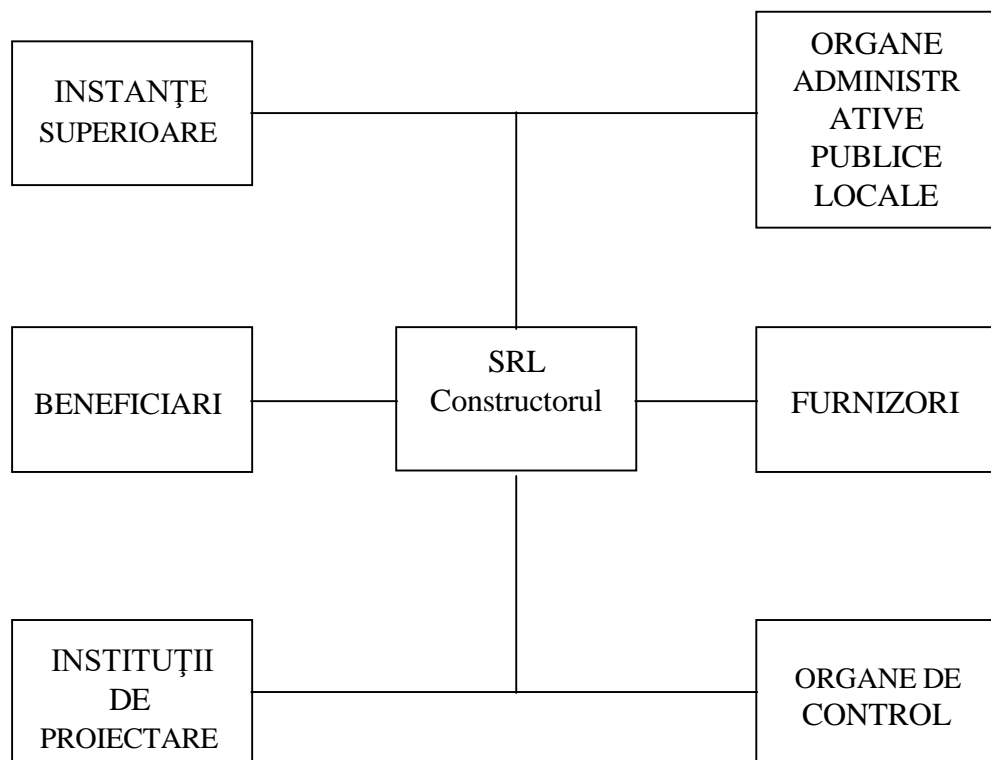 INSTANŢE
SUPERIOARE
ORGANE
ADMINISTR
ATIVE
PUBLICE
LOCALE
BENEFICIARI
SRL
Constructorul
FURNIZORI
INSTITUŢII
DE
PROIECTARE
ORGANE DE
CONTROL